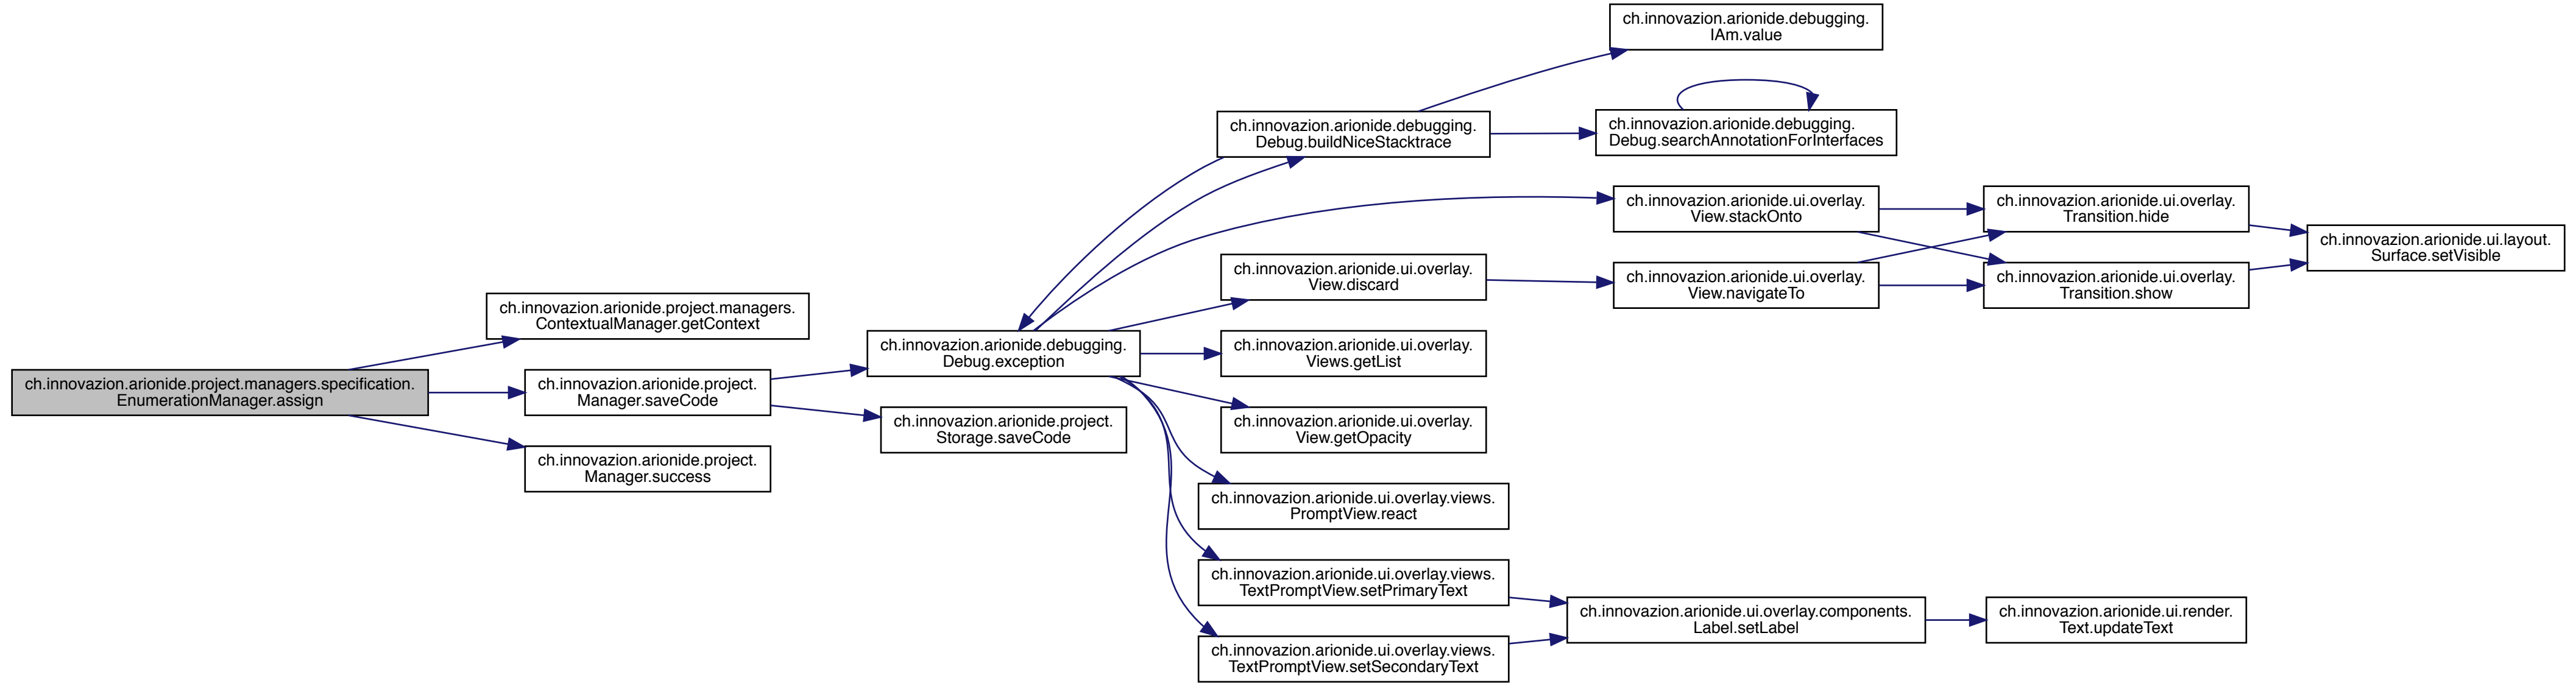 ch.innovazion.arionide.project.managers.specification.
EnumerationManager.assign
ch.innovazion.arionide.project.managers.
ContextualManager.getContext
ch.innovazion.arionide.project.
Manager.saveCode
ch.innovazion.arionide.project.
Manager.success
ch.innovazion.arionide.debugging.
Debug.exception
ch.innovazion.arionide.project.
Storage.saveCode
ch.innovazion.arionide.debugging.
Debug.buildNiceStacktrace
ch.innovazion.arionide.ui.overlay.
View.discard
ch.innovazion.arionide.ui.overlay.
Views.getList
ch.innovazion.arionide.ui.overlay.
View.getOpacity
ch.innovazion.arionide.ui.overlay.views.
PromptView.react
ch.innovazion.arionide.ui.overlay.views.
TextPromptView.setPrimaryText
ch.innovazion.arionide.ui.overlay.views.
TextPromptView.setSecondaryText
ch.innovazion.arionide.debugging.
IAm.value
ch.innovazion.arionide.debugging.
Debug.searchAnnotationForInterfaces
ch.innovazion.arionide.ui.overlay.
View.stackOnto
ch.innovazion.arionide.ui.overlay.
View.navigateTo
ch.innovazion.arionide.ui.overlay.components.
Label.setLabel
ch.innovazion.arionide.ui.overlay.
Transition.hide
ch.innovazion.arionide.ui.overlay.
Transition.show
ch.innovazion.arionide.ui.render.
Text.updateText
ch.innovazion.arionide.ui.layout.
Surface.setVisible